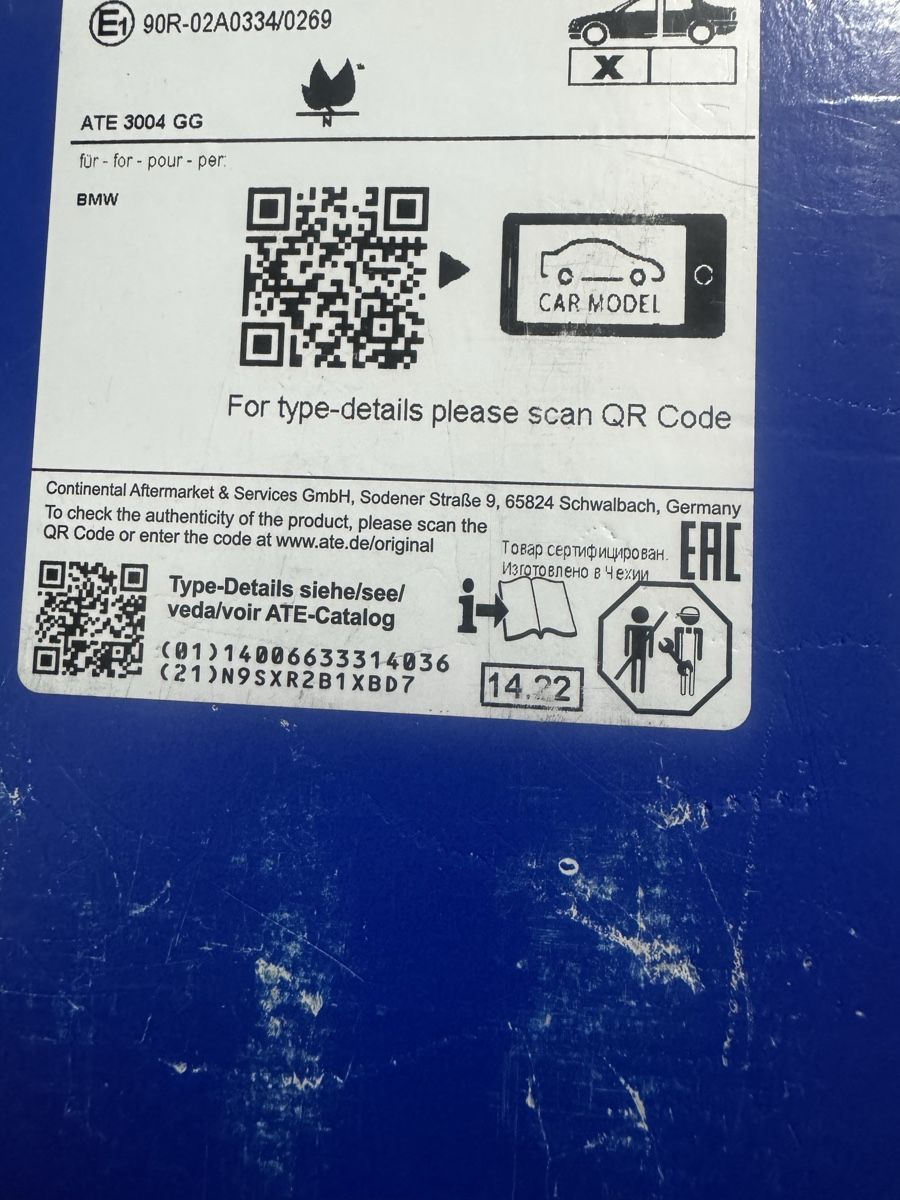 E1 90R-02A0334/0269
X
N
ATE 3004 GG
für - for - pour - per:
BMW
CAR MODEL
For type-details please scan QR Code
Continental Aftermarket & Services GmbH, Sodener Straße 9, 65824 Schwalbach, Germany
To check the authenticity of the product, please scan the
QR Code or enter the code at www.ate.de/original
Товар сертифицирован.
Изготовлено в Чехии
EAC
Type-Details siehe/see/
veda/voir ATE-Catalog
i
(01)14006633314036
(21)N9SXR2B1XBD7
14.22